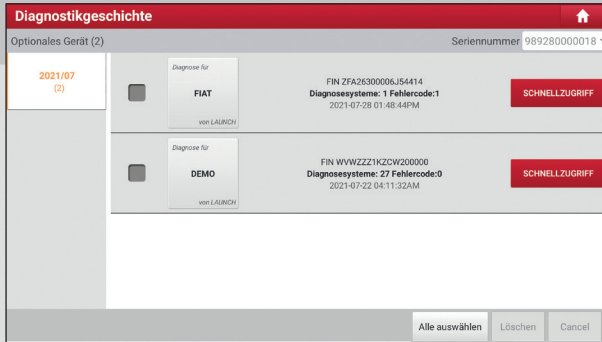 Diagnostikgeschichte
Optionales Gerät (2)
Seriennummer 989280000018
2021/07
(2)
Diagnose für
FIAT
von LAUNCH
FIN ZFA26300006J54414
Diagnosesysteme: 1 Fehlercode:1
2021-07-28 01:48:44PM
SCHNELLZUGRIFF
Diagnose für
DEMO
von LAUNCH
FIN WVWZZZ1KZCW200000
Diagnosesysteme: 27 Fehlercode:0
2021-07-22 04:11:32AM
SCHNELLZUGRIFF
Alle auswählen
Löschen
Cancel